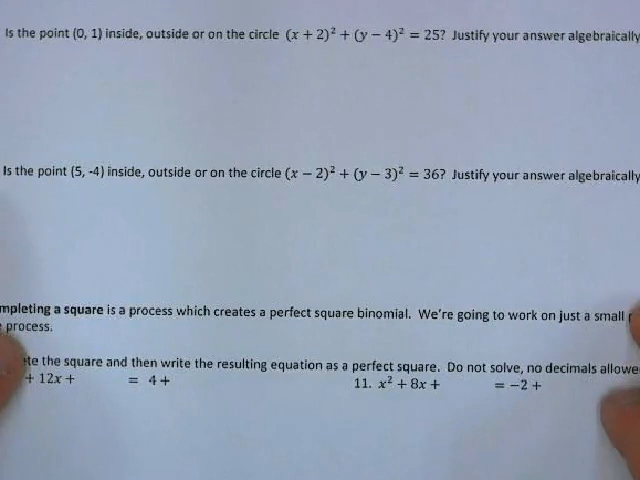 Is the point (0, 1) inside, outside or on the circle (x + 2)² + (y − 4)² = 25? Justify your answer algebraically
Is the point (5, -4) inside, outside or on the circle (x − 2)² + (y − 3)² = 36? Justify your answer algebraically
mpleting a square is a process which creates a perfect square binomial. We're going to work on just a small
process.
te the square and then write the resulting equation as a perfect square. Do not solve, no decimals allowe
+ 12x + = 4 + 11. x² + 8x + = −2 +